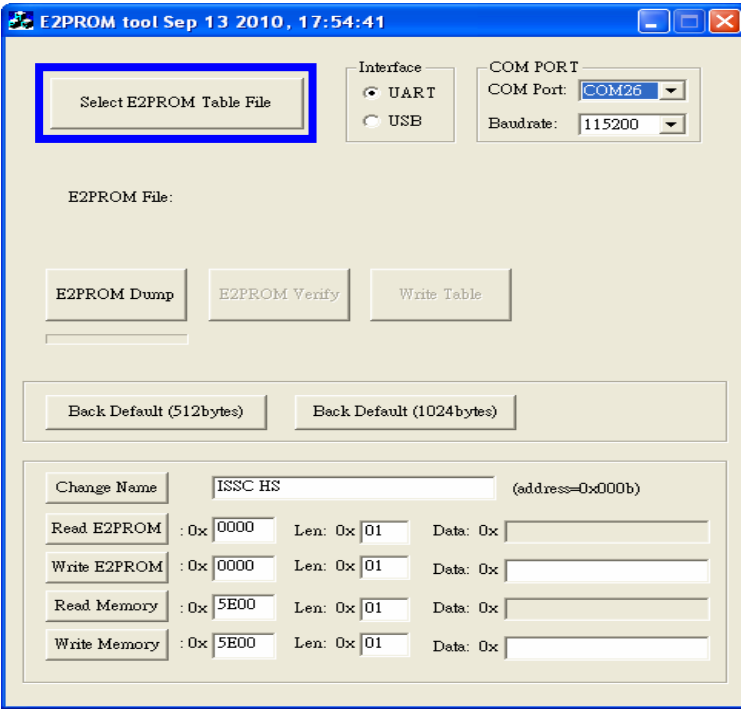 E2PROM tool Sep 13 2010, 17:54:41
Select E2PROM Table File
Interface
UART
USB
COM PORT
COM Port: COM26
Baudrate: 115200
E2PROM File:
E2PROM Dump E2PROM Verify Write Table
Back Default (512bytes) Back Default (1024bytes)
Change Name ISSC HS (address=0x000b)
Read E2PROM : 0x 0000 Len: 0x 01 Data: 0x
Write E2PROM : 0x 0000 Len: 0x 01 Data: 0x
Read Memory : 0x 5E00 Len: 0x 01 Data: 0x
Write Memory : 0x 5E00 Len: 0x 01 Data: 0x